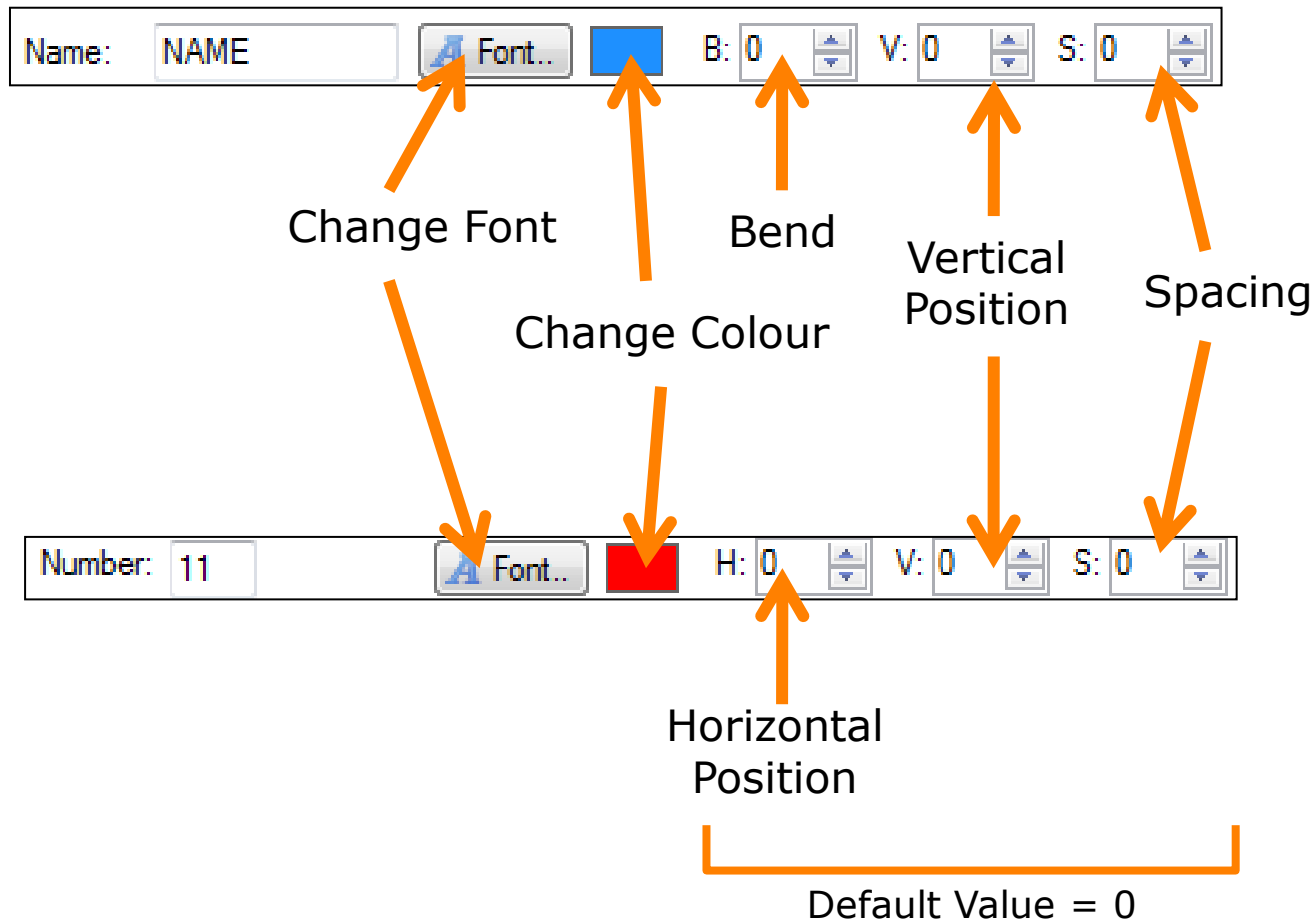 Name: NAME A Font.. B: 0 V: 0 S: 0
Change Font
Bend
Vertical
Position
Spacing
Change Colour
Number: 11 A Font.. H: 0 V: 0 S: 0
Horizontal
Position
Default Value = 0